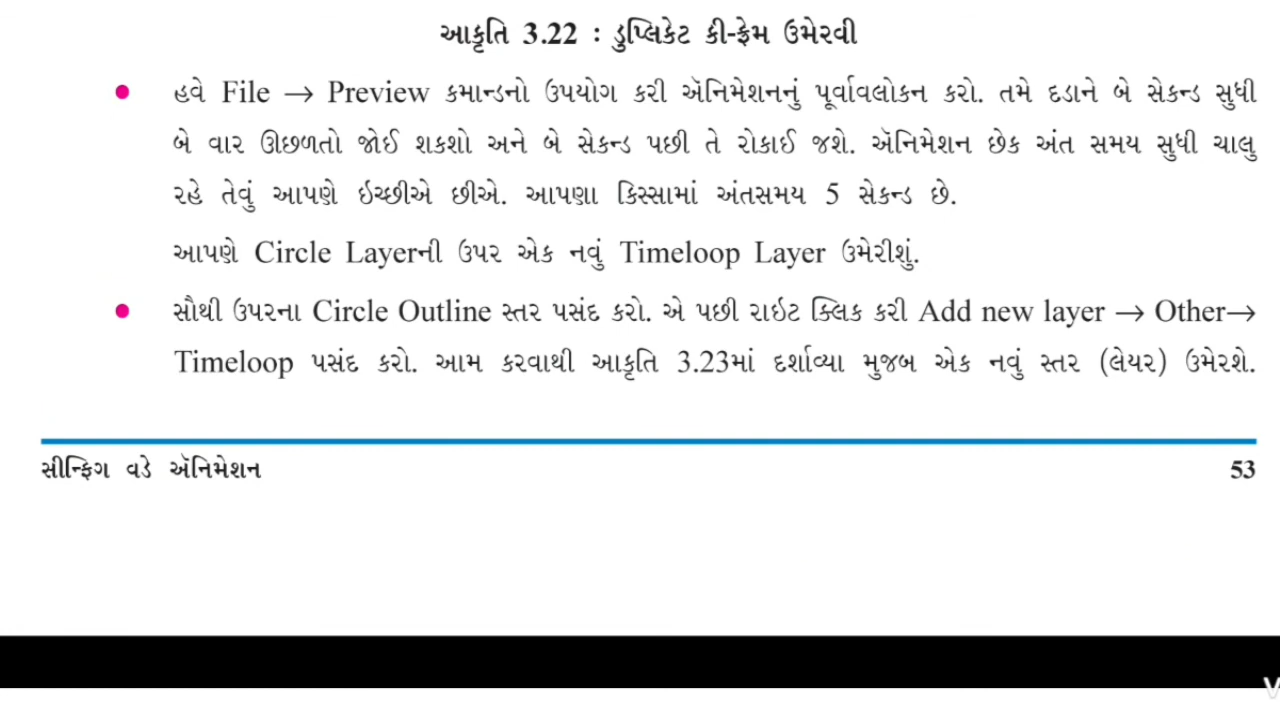 આકૃતિ 3.22 : ડુપ્લિકેટ કી-ફ્રેમ ઉમેરવી
● હવે File → Preview કમાન્ડનો ઉપયોગ કરી ઍનિમેશનનું પૂર્વાવલોકન કરો. તમે દડાને બે સેકન્ડ સુધી
બે વાર ઊછળતો જોઈ શકશો અને બે સેકન્ડ પછી તે રોકાઈ જશે. ઍનિમેશન છેક અંત સમય સુધી ચાલુ
રહે તેવું આપણે ઇચ્છીએ છીએ. આપણા કિસ્સામાં અંતસમય 5 સેકન્ડ છે.
આપણે Circle Layerની ઉપર એક નવું Timeloop Layer ઉમેરીશું.
● સૌથી ઉપરના Circle Outline સ્તર પસંદ કરો. એ પછી રાઇટ ક્લિક કરી Add new layer → Other→
Timeloop પસંદ કરો. આમ કરવાથી આકૃતિ 3.23માં દર્શાવ્યા મુજબ એક નવું સ્તર (લેયર) ઉમેરશે.
સીન્ફિગ વડે ઍનિમેશન 53